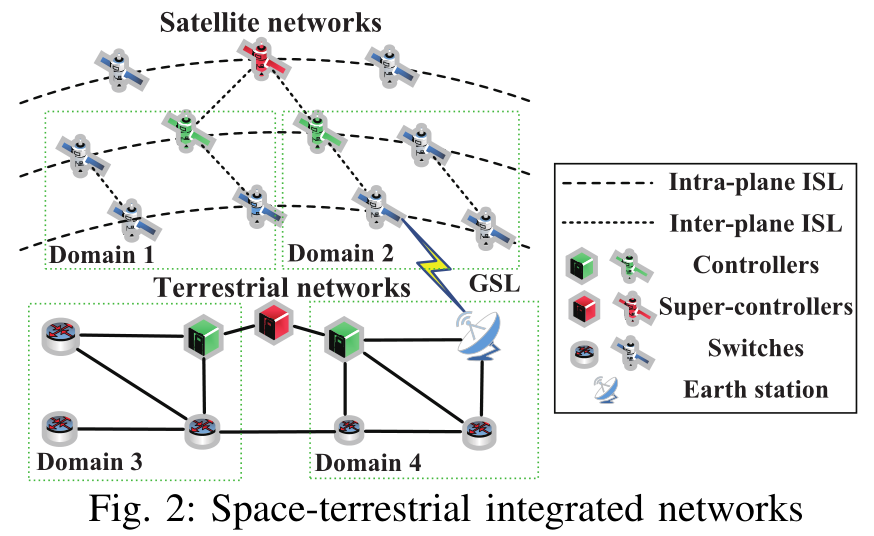 Satellite networks
Domain 1
Domain 2
Terrestrial networks
GSL
Domain 3
Domain 4
Intra-plane ISL
Inter-plane ISL
Controllers
Super-controllers
Switches
Earth station
Fig. 2: Space-terrestrial integrated networks